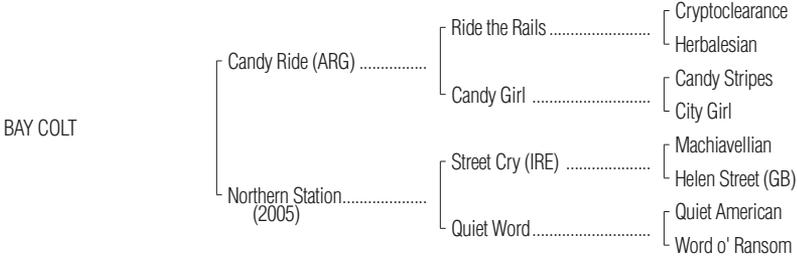 Cryptoclearance
Ride the Rails ........................
Herbalesian
Candy Ride (ARG) ................
Candy Stripes
Candy Girl ............................
City Girl
BAY COLT
Machiavellian
Street Cry (IRE) ....................
Helen Street (GB)
Northern Station....................
(2005)
Quiet American
Quiet Word............................
Word o' Ransom